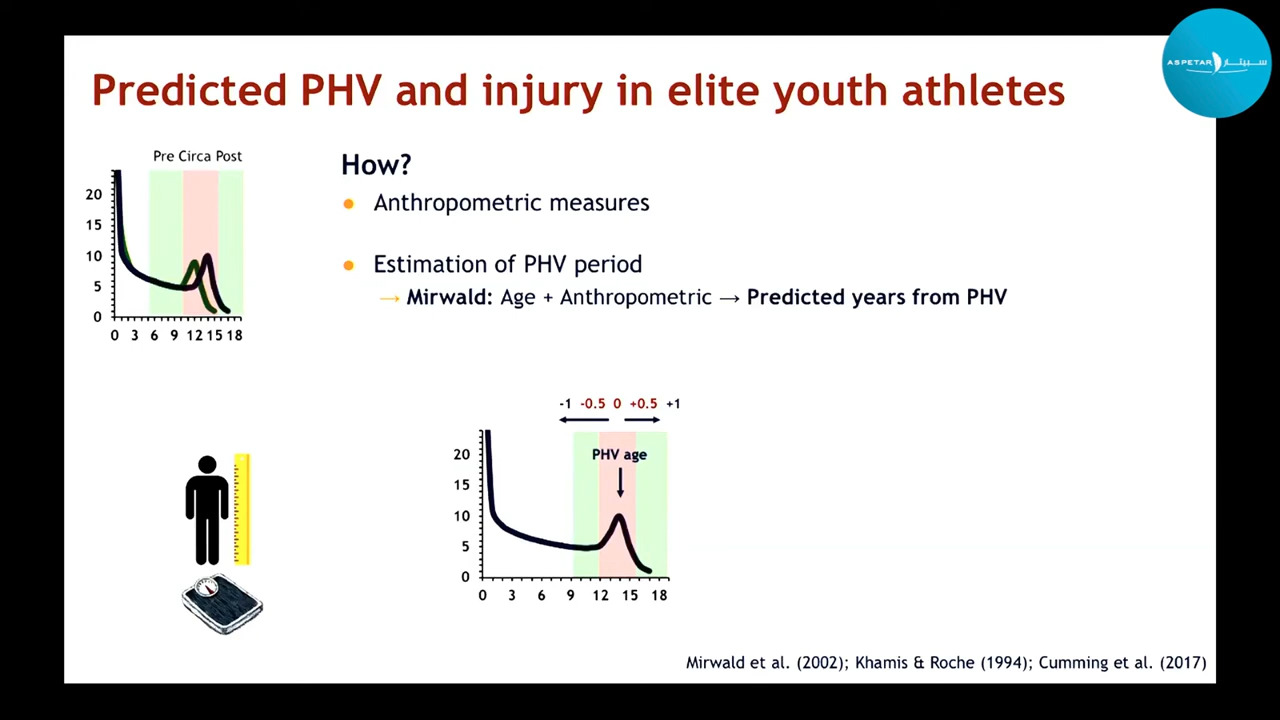 ASPETAR سبيتار
Predicted PHV and injury in elite youth athletes
Pre Circa Post
20
15
10
5
0
0 3 6 9 12 15 18
How?
● Anthropometric measures
● Estimation of PHV period
→ Mirwald: Age + Anthropometric → Predicted years from PHV
-1 -0.5 0 +0.5 +1
PHV age
20
15
10
5
0
0 3 6 9 12 15 18
Mirwald et al. (2002); Khamis & Roche (1994); Cumming et al. (2017)